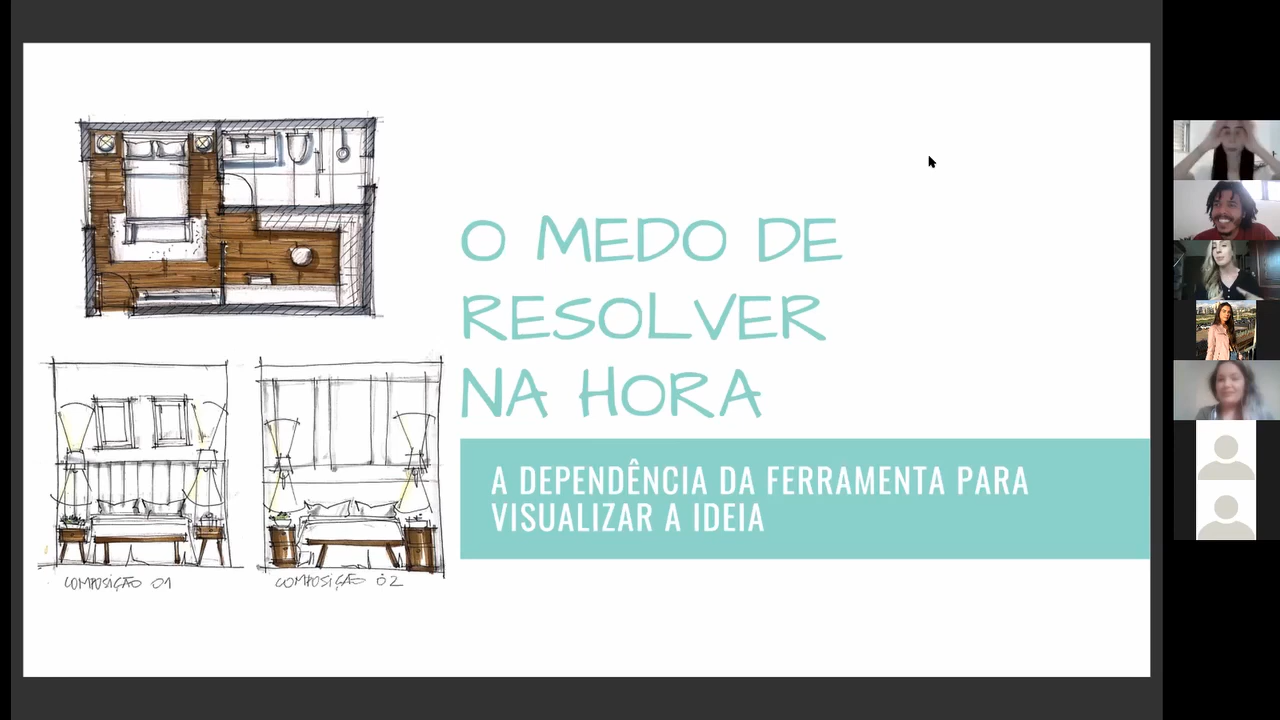 O MEDO DE
RESOLVER
NA HORA
A DEPENDÊNCIA DA FERRAMENTA PARA
VISUALIZAR A IDEIA
COMPOSIÇÃO 01
COMPOSIÇÃO 02